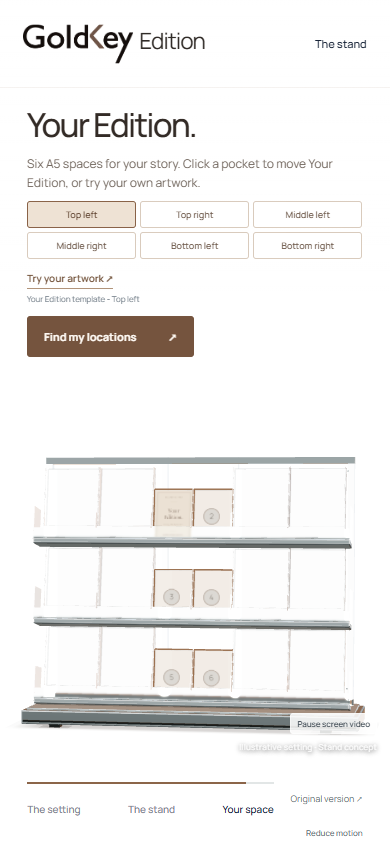 GoldKey Edition
The stand
Your Edition.
Six A5 spaces for your story. Click a pocket to move Your
Edition, or try your own artwork.
Top left
Top right
Middle left
Middle right
Bottom left
Bottom right
Try your artwork ↗
Your Edition template - Top left
Find my locations ↗
Your
Edition
2
3
4
5
6
Pause screen video
Illustrative setting · Stand concept
Original version ↗
The setting
The stand
Your space
Reduce motion